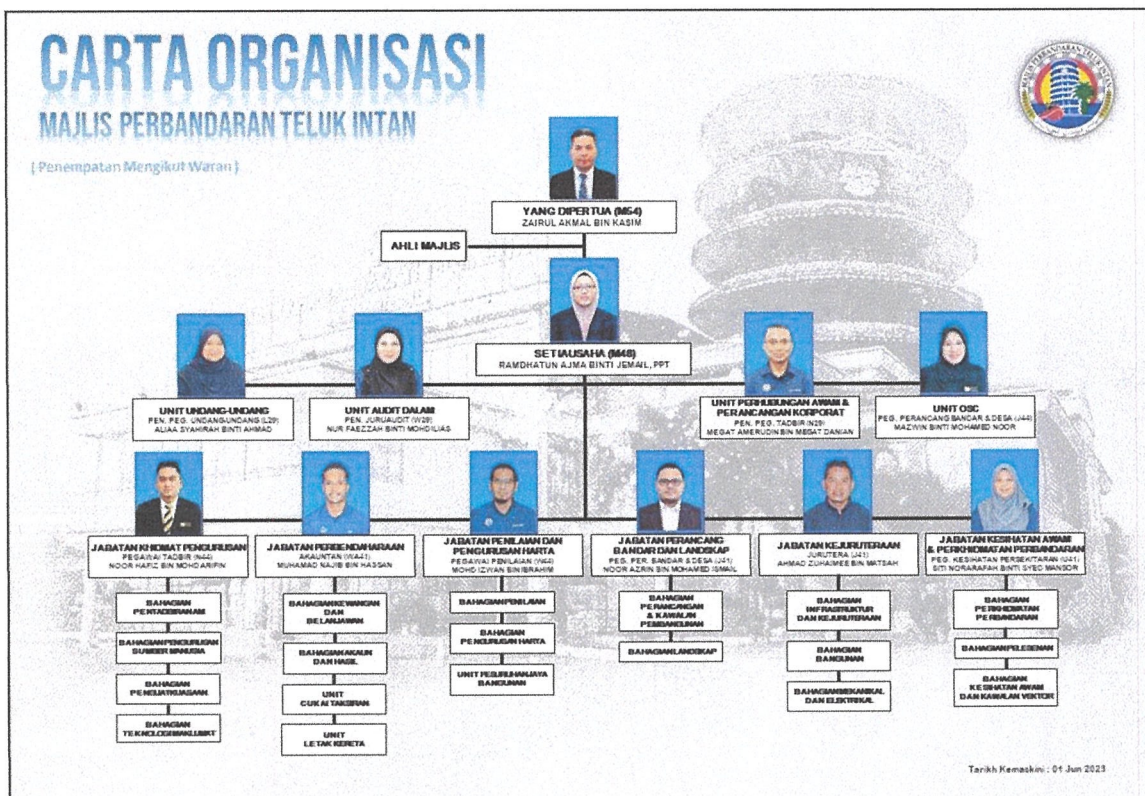 CARTA ORGANISASI
MAJLIS PERBANDARAN TELUK INTAN
(Penempatan Mengikut Waran)
MAJLIS PERBANDARAN TELUK INTAN
YANG DIPERTUA (M54)
ZAIRUL AKMAL BIN KASIM
AHLI MAJLIS
SETIAUSAHA (M48)
RAMDHATUN AJMA BINTI JEMAIL, PPT
UNIT UNDANG-UNDANG
PEN. PEG. UNDANG-UNDANG (L29)
ALIAA SYAHIRAH BINTI AHMAD
UNIT AUDIT DALAM
PEN. JURUAUDIT (W29)
NUR FAEZZAH BINTI MOHD ILIAS
UNIT PERHUBUNGAN AWAM &
PERANCANGAN KORPORAT
PEN. PEG. TADBIR (N29)
MEGAT AMERUDIN BIN MEGAT DANIAN
UNIT OSC
PEG. PERANCANG BANDAR & DESA (J44)
MAZWIN BINTI MOHAMED NOOR
JABATAN KHIDMAT PENGURUSAN
PEGAWAI TADBIR (N44)
NOOR HAFIZ BIN MOHD ARIFIN
BAHAGIAN
PENTADBIRAN AM
BAHAGIAN PENGURUSAN
SUMBER MANUSIA
BAHAGIAN
PENGUATKUASAAN
BAHAGIAN
TEKNOLOGI MAKLUMAT
JABATAN PERBENDAHARAAN
AKAUNTAN (WA41)
MUHAMAD NAJIB BIN HASSAN
BAHAGIAN KEWANGAN
DAN
BELANJAWAN
BAHAGIAN AKAUN
DAN HASIL
UNIT
CUKAI TAKSIRAN
UNIT
LETAK KERETA
JABATAN PENILAIAN DAN
PENGURUSAN HARTA
PEGAWAI PENILAIAN (W44)
MOHD IZWAN BIN IBRAHIM
BAHAGIAN PENILAIAN
BAHAGIAN
PENGURUSAN HARTA
UNIT PESURUHANJAYA
BANGUNAN
JABATAN PERANCANG
BANDAR DAN LANDSKAP
PEG. PER. BANDAR & DESA (J41)
NOOR AZRIN BIN MOHAMED ISMAIL
BAHAGIAN
PERANCANGAN
& KAWALAN
PEMBANGUNAN
BAHAGIAN LANDSKAP
JABATAN KEJURUTERAAN
JURUTERA (J41)
AHMAD ZUHAIMEE BIN MATSAH
BAHAGIAN
INFRASTRUKTUR
DAN KEJURUTERAAN
BAHAGIAN
BANGUNAN
BAHAGIAN MEKANIKAL
DAN ELEKTRIKAL
JABATAN KESIHATAN AWAM
& PERKHIDMATAN PERBANDARAN
PEG. KESIHATAN PERSEKITARAN (U41)
SITI NORARAFAH BINTI SYED MANSOR
BAHAGIAN
PERKHIDMATAN
PERBANDARAN
BAHAGIAN PELESENAN
BAHAGIAN
KESIHATAN AWAM
DAN KAWALAN VEKTOR
Tarikh Kemaskini : 01 Jun 2023